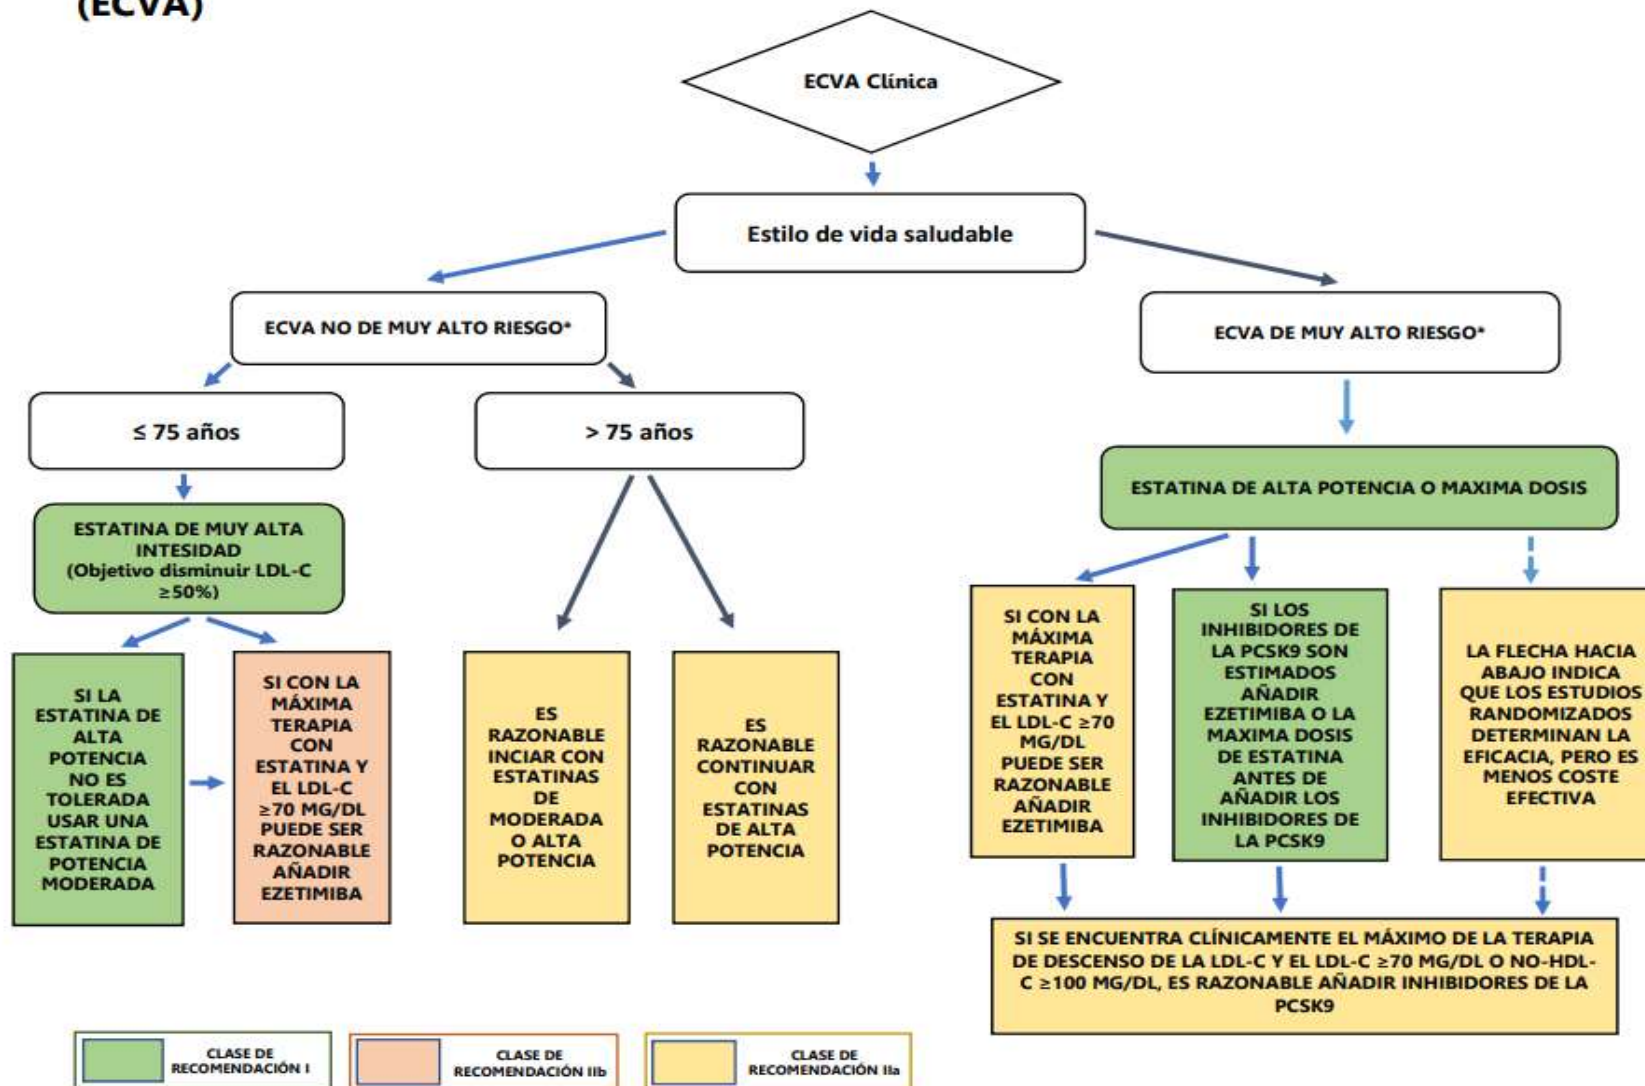 (ECVA)
ECVA Clínica
Estilo de vida saludable
ECVA NO DE MUY ALTO RIESGO*
ECVA DE MUY ALTO RIESGO*
≤ 75 años
> 75 años
ESTATINA DE MUY ALTA
INTESIDAD
(Objetivo disminuir LDL-C
≥50%)
ESTATINA DE ALTA POTENCIA O MAXIMA DOSIS
SI LA
ESTATINA DE
ALTA
POTENCIA
NO ES
TOLERADA
USAR UNA
ESTATINA DE
POTENCIA
MODERADA
SI CON LA
MÁXIMA
TERAPIA
CON
ESTATINA Y
EL LDL-C
≥70 MG/DL
PUEDE SER
RAZONABLE
AÑADIR
EZETIMIBA
ES
RAZONABLE
INCIAR CON
ESTATINAS
DE
MODERADA
O ALTA
POTENCIA
ES
RAZONABLE
CONTINUAR
CON
ESTATINAS
DE ALTA
POTENCIA
SI CON LA
MÁXIMA
TERAPIA
CON
ESTATINA Y
EL LDL-C ≥70
MG/DL
PUEDE SER
RAZONABLE
AÑADIR
EZETIMIBA
SI LOS
INHIBIDORES DE
LA PCSK9 SON
ESTIMADOS
AÑADIR
EZETIMIBA O LA
MAXIMA DOSIS
DE ESTATINA
ANTES DE
AÑADIR LOS
INHIBIDORES DE
LA PCSK9
LA FLECHA HACIA
ABAJO INDICA
QUE LOS ESTUDIOS
RANDOMIZADOS
DETERMINAN LA
EFICACIA, PERO ES
MENOS COSTE
EFECTIVA
SI SE ENCUENTRA CLÍNICAMENTE EL MÁXIMO DE LA TERAPIA
DE DESCENSO DE LA LDL-C Y EL LDL-C ≥70 MG/DL O NO-HDL-
C ≥100 MG/DL, ES RAZONABLE AÑADIR INHIBIDORES DE LA
PCSK9
CLASE DE
RECOMENDACIÓN I
CLASE DE
RECOMENDACIÓN IIb
CLASE DE
RECOMENDACIÓN IIa